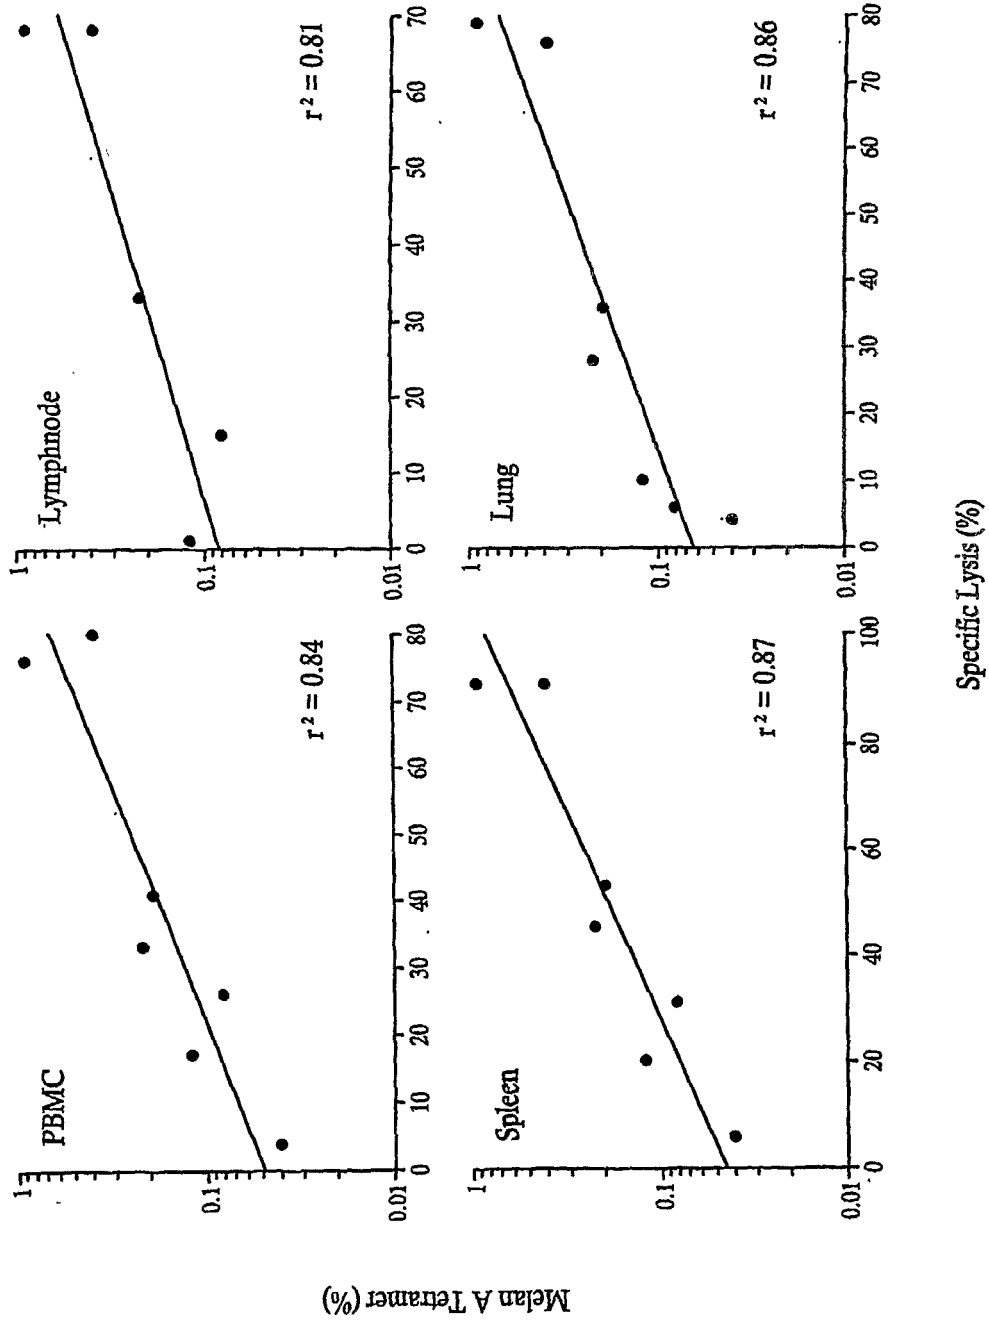 Melan A Tetramer (%)
PBMC
1
0.1
0.01
r² = 0.84
0 10 20 30 40 50 60 70 80
Lymphnode
1
0.1
0.01
r² = 0.81
0 10 20 30 40 50 60 70
Spleen
1
0.1
0.01
r² = 0.87
0 20 40 60 80 100
Lung
1
0.1
0.01
r² = 0.86
0 10 20 30 40 50 60 70 80
Specific Lysis (%)